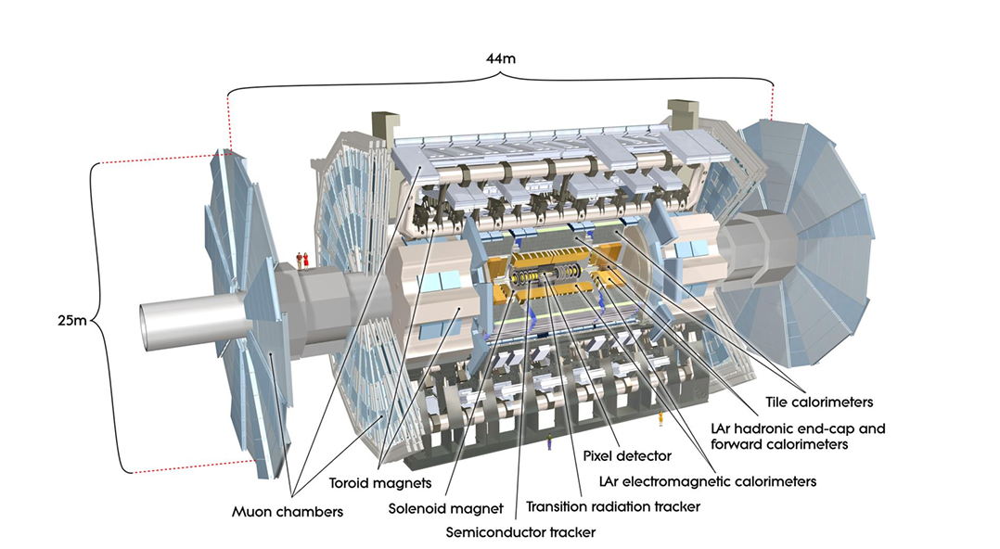 44m
25m
Tile calorimeters
LAr hadronic end-cap and
forward calorimeters
Pixel detector
LAr electromagnetic calorimeters
Toroid magnets
Muon chambers
Solenoid magnet
Transition radiation tracker
Semiconductor tracker